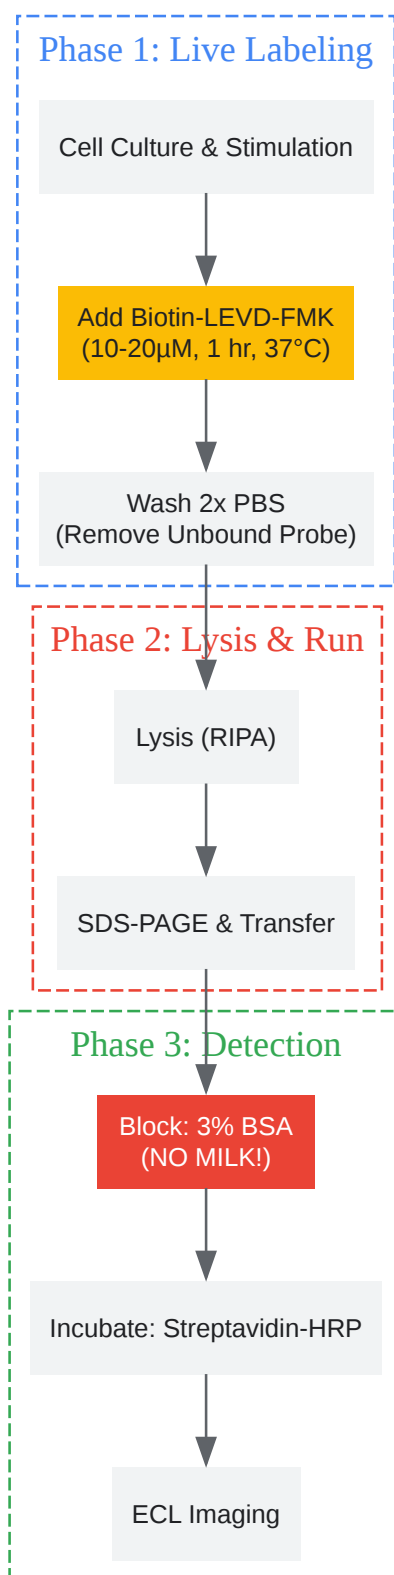 Phase 1: Live Labeling
Cell Culture & Stimulation
Add Biotin-LEVD-FMK
(10-20µM, 1 hr, 37°C)
Wash 2x PBS
(Remove Unbound Probe)
Phase 2: Lysis & Run
Lysis (RIPA)
SDS-PAGE & Transfer
Phase 3: Detection
Block: 3% BSA
(NO MILK!)
Incubate: Streptavidin-HRP
ECL Imaging